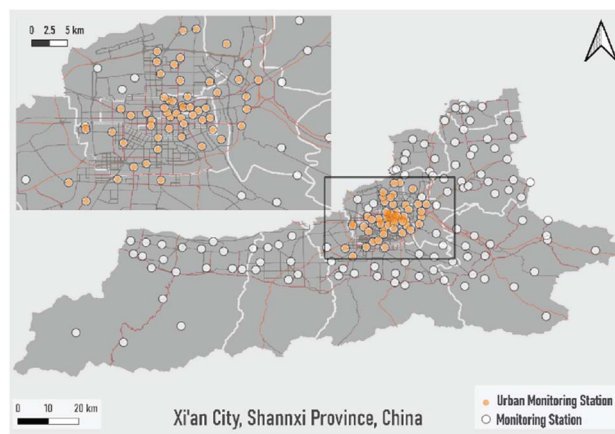 0 2.5 5 km
0 10 20 km
Xi'an City, Shannxi Province, China
Urban Monitoring Station
Monitoring Station